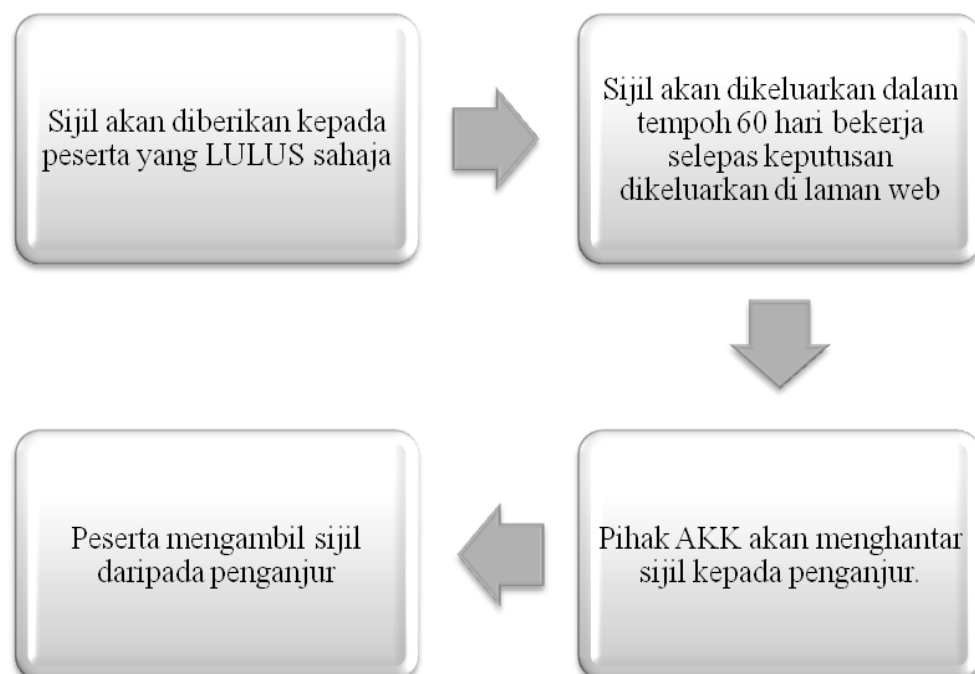 Sijil akan diberikan kepada
peserta yang LULUS sahaja
Sijil akan dikeluarkan dalam
tempoh 60 hari bekerja
selepas keputusan
dikeluarkan di laman web
Pihak AKK akan menghantar
sijil kepada penganjur.
Peserta mengambil sijil
daripada penganjur